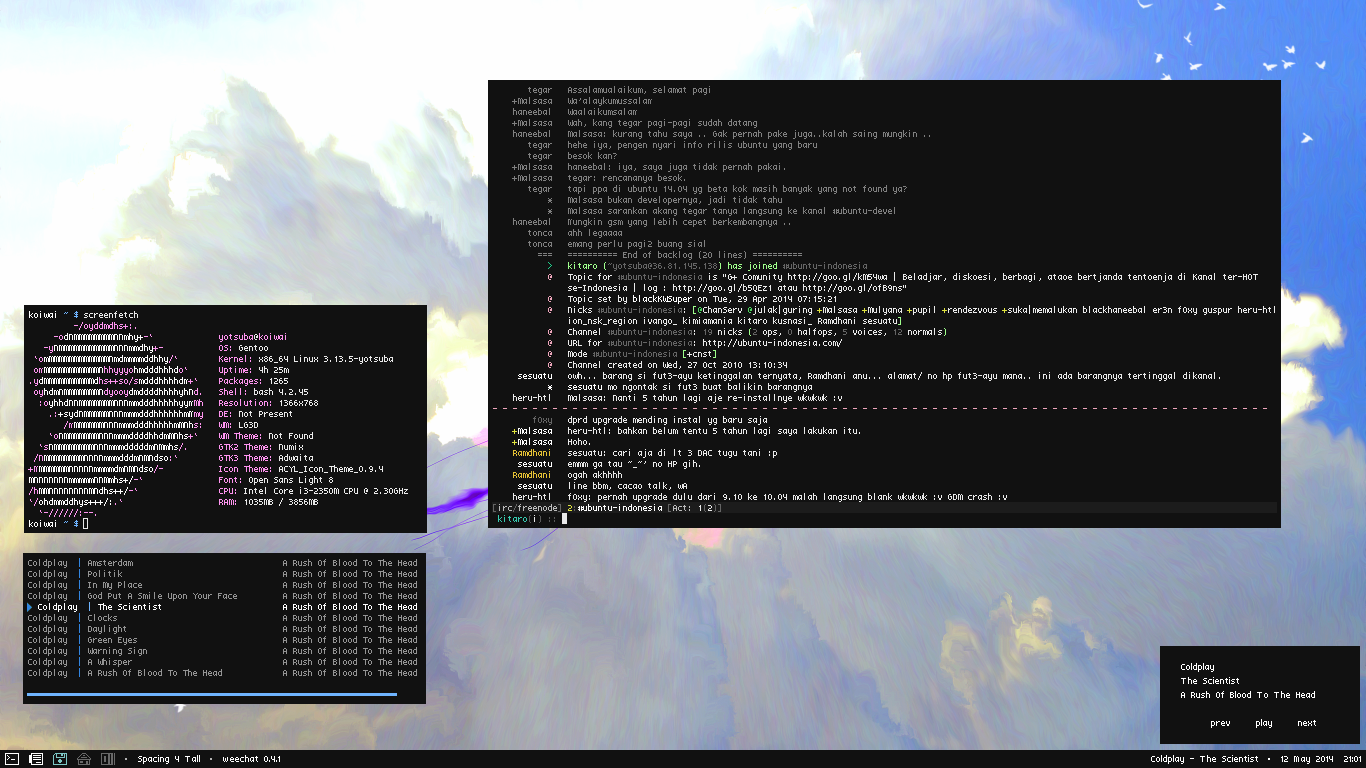 koiwai ~ $ screenfetch
yotsuba@koiwai
OS: Gentoo
Kernel: x86_64 Linux 3.13.5-yotsuba
Uptime: 4h 25m
Packages: 1265
Shell: bash 4.2.45
Resolution: 1366x768
DE: Not Present
WM: LG3D
WM Theme: Not Found
GTK2 Theme: Numix
GTK3 Theme: Adwaita
Icon Theme: ACYL_Icon_Theme_0.9.4
Font: Open Sans Light 8
CPU: Intel Core i3-2350M CPU @ 2.30GHz
RAM: 1035MB / 3856MB
koiwai ~ $
Coldplay | Amsterdam A Rush Of Blood To The Head
Coldplay | Politik A Rush Of Blood To The Head
Coldplay | In My Place A Rush Of Blood To The Head
Coldplay | God Put A Smile Upon Your Face A Rush Of Blood To The Head
Coldplay | The Scientist A Rush Of Blood To The Head
Coldplay | Clocks A Rush Of Blood To The Head
Coldplay | Daylight A Rush Of Blood To The Head
Coldplay | Green Eyes A Rush Of Blood To The Head
Coldplay | Warning Sign A Rush Of Blood To The Head
Coldplay | A Whisper A Rush Of Blood To The Head
Coldplay | A Rush Of Blood To The Head A Rush Of Blood To The Head
tegar Assalamualaikum, selamat pagi
+Malsasa Wa'alaykumussalam
haneebal Waalaikumsalam
+Malsasa Wah, kang tegar pagi-pagi sudah datang
haneebal Malsasa: kurang tahu saya .. Gak pernah pake juga..kalah saing mungkin ..
tegar hehe iya, pengen nyari info rilis ubuntu yang baru
tegar besok kan?
+Malsasa haneebal: iya, saya juga tidak pernah pakai.
+Malsasa tegar: rencananya besok.
tegar tapi ppa di ubuntu 14.04 yg beta kok masih banyak yang not found ya?
* Malsasa bukan developernya, jadi tidak tahu
* Malsasa sarankan akang tegar tanya langsung ke kanal #ubuntu-devel
haneebal Mungkin gsm yang lebih cepet berkembangnya ..
tonca ahh legaaaa
tonca emang perlu pagi2 buang sial
=== ========== End of backlog (20 lines) ==========
> kitaro (~yotsuba@36.81.145.138) has joined #ubuntu-indonesia
@ Topic for #ubuntu-indonesia is "G+ Comunity http://goo.gl/kM54wa | Beladjar, diskoesi, berbagi, ataoe bertjanda tentoenja di Kanal ter-HOT
se-Indonesia | log : http://goo.gl/b5QEz1 atau http://goo.gl/ofB9ns"
@ Topic set by blackKWSuper on Tue, 29 Apr 2014 07:15:21
@ Nicks #ubuntu-indonesia: [@ChanServ @julak|guring +Malsasa +Mulyana +pupil +rendezvous +suka|memalukan blackhaneebal er3n f0xy guspur heru-htl
ion_nsk_region ivango_ kimiamania kitaro kusnasi_ Ramdhani sesuatu]
@ Channel #ubuntu-indonesia: 19 nicks (2 ops, 0 halfops, 5 voices, 12 normals)
@ URL for #ubuntu-indonesia: http://ubuntu-indonesia.com/
@ Mode #ubuntu-indonesia [+cnst]
@ Channel created on Wed, 27 Oct 2010 13:10:34
sesuatu owh... barang si fut3-ayu ketinggalan ternyata, Ramdhani anu... alamat/ no hp fut3-ayu mana.. ini ada barangnya tertinggal dikanal.
* sesuatu mo ngontak si fut3 buat balikin barangnya
heru-htl Malsasa: Nanti 5 tahun lagi aje re-installnye wkwkwk :v
f0xy dprd upgrade mending instal yg baru saja
+Malsasa heru-htl: bahkan belum tentu 5 tahun lagi saya lakukan itu.
+Malsasa Hoho.
Ramdhani sesuatu: cari aja di lt 3 DAC tugu tani :p
sesuatu emmm ga tau "_"' no HP gih.
Ramdhani ogah akhhhh
sesuatu line bbm, cacao talk, wA
heru-htl f0xy: pernah upgrade dulu dari 9.10 ke 10.04 malah langsung blank wkwkwk :v GDM crash :v
[irc/freenode] 2:#ubuntu-indonesia [Act: 1(2)]
kitaro(i) ::
Coldplay
The Scientist
A Rush Of Blood To The Head
prev play next
Spacing 4 Tall • weechat 0.4.1
Coldplay - The Scientist • 12 May 2014 21:01